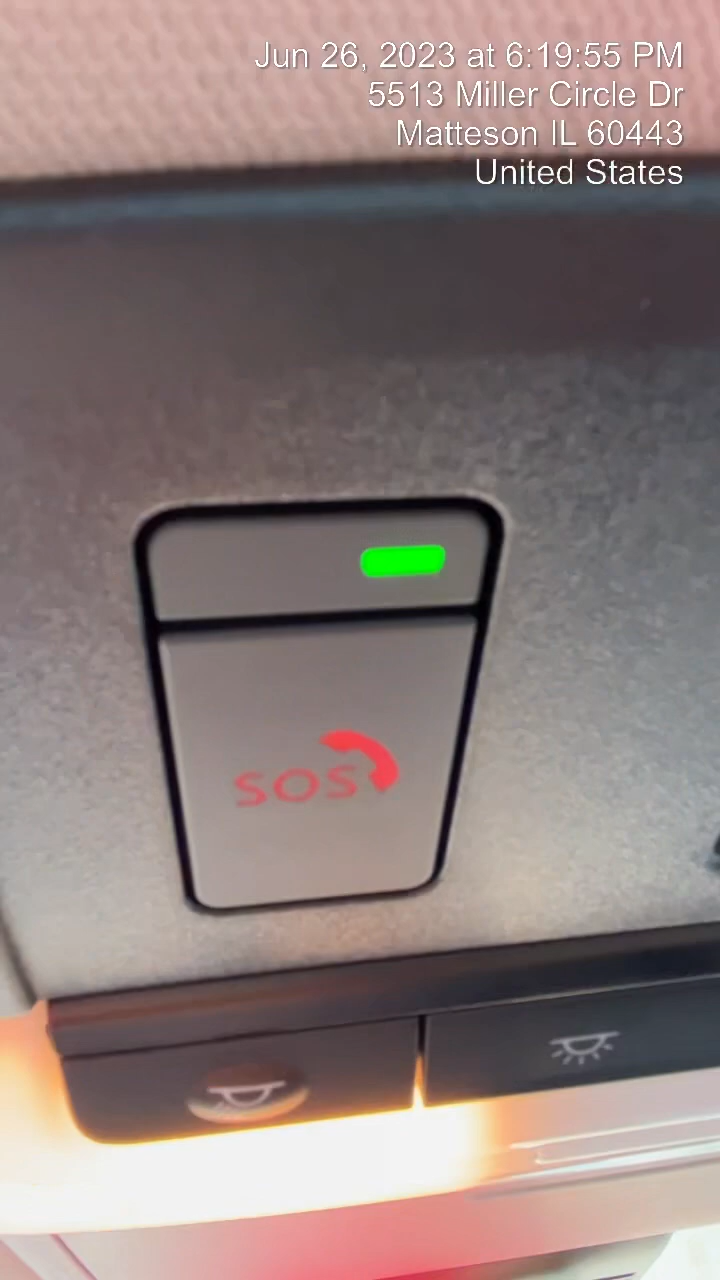 Jun 26, 2023 at 6:19:55 PM
5513 Miller Circle Dr
Matteson IL 60443
United States
SOS